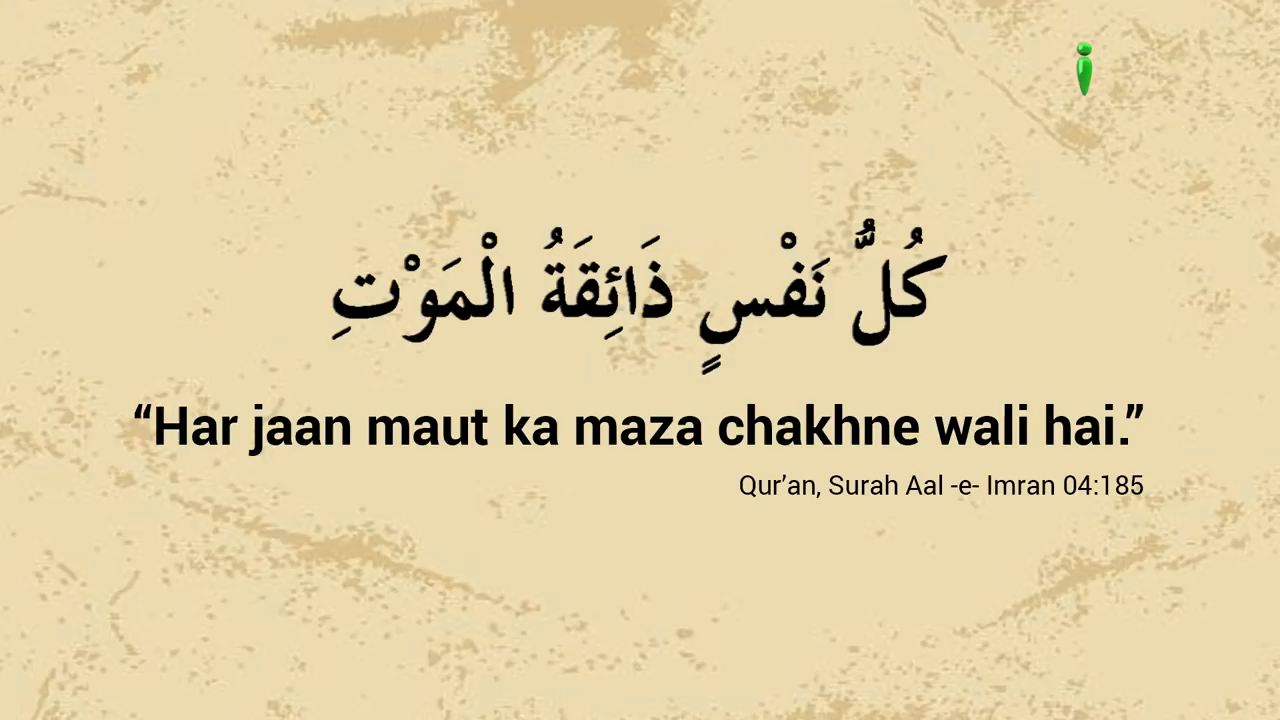 كُلُّ نَفْسٍ ذَائِقَةُ الْمَوْتِ
“Har jaan maut ka maza chakhne wali hai.”
Qur’an, Surah Aal -e- Imran 04:185